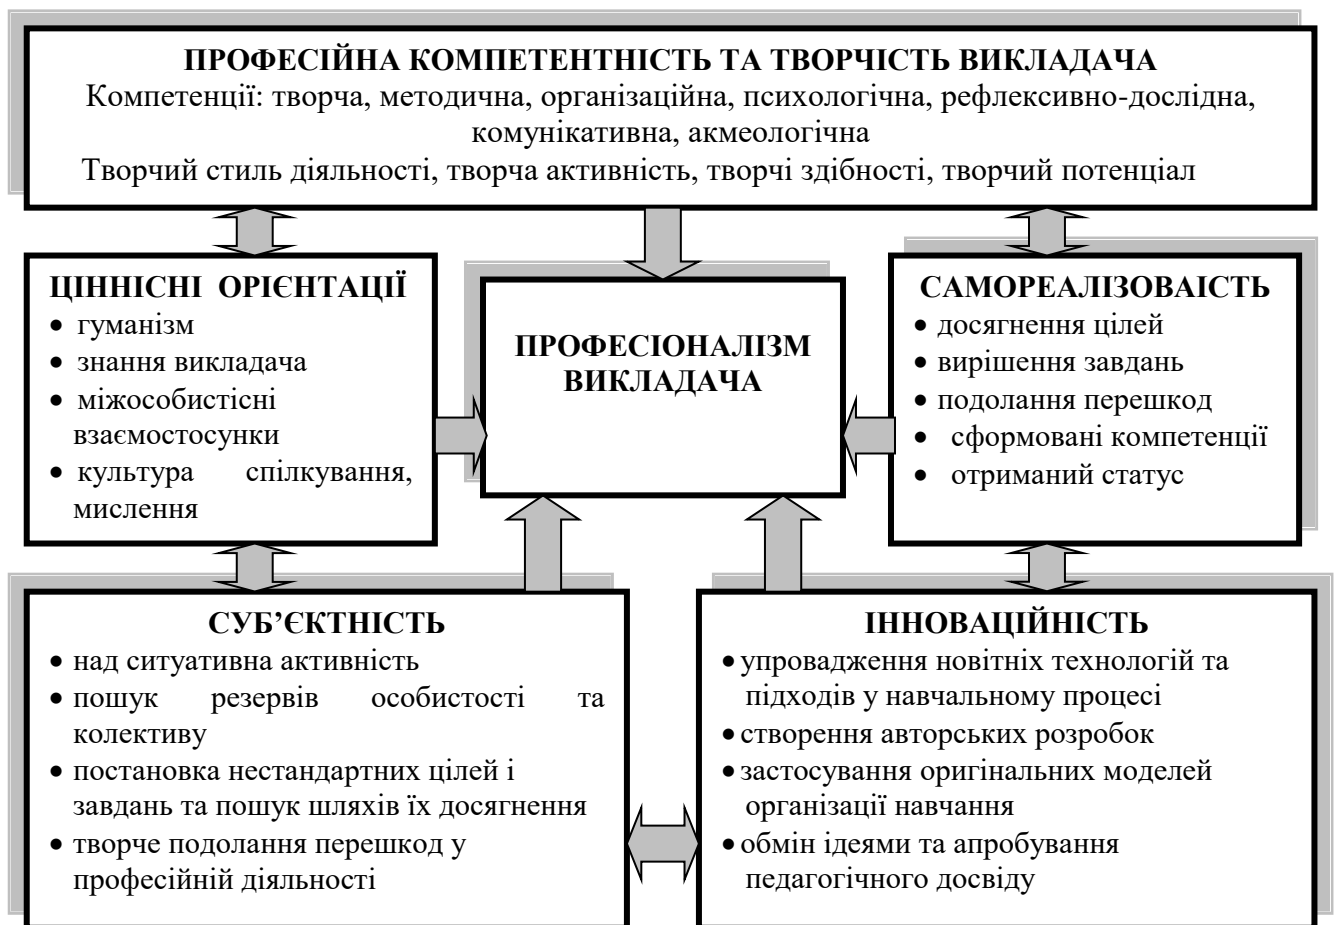 ПРОФЕСІЙНА КОМПЕТЕНТНІСТЬ ТА ТВОРЧІСТЬ ВИКЛАДАЧА
Компетенції: творча, методична, організаційна, психологічна, рефлексивно-дослідна,
комунікативна, акмеологічна
Творчий стиль діяльності, творча активність, творчі здібності, творчий потенціал
ЦІННІСНІ ОРІЄНТАЦІЇ
• гуманізм
• знання викладача
• міжособистісні
взаємостосунки
• культура спілкування,
мислення
ПРОФЕСІОНАЛІЗМ
ВИКЛАДАЧА
САМОРЕАЛІЗОВАІСТЬ
• досягнення цілей
• вирішення завдань
• подолання перешкод
• сформовані компетенції
• отриманий статус
СУБ’ЄКТНІСТЬ
• над ситуативна активність
• пошук резервів особистості та
колективу
• постановка нестандартних цілей і
завдань та пошук шляхів їх досягнення
• творче подолання перешкод у
професійній діяльності
ІННОВАЦІЙНІСТЬ
• упровадження новітніх технологій та
підходів у навчальному процесі
• створення авторських розробок
• застосування оригінальних моделей
організації навчання
• обмін ідеями та апробування
педагогічного досвіду